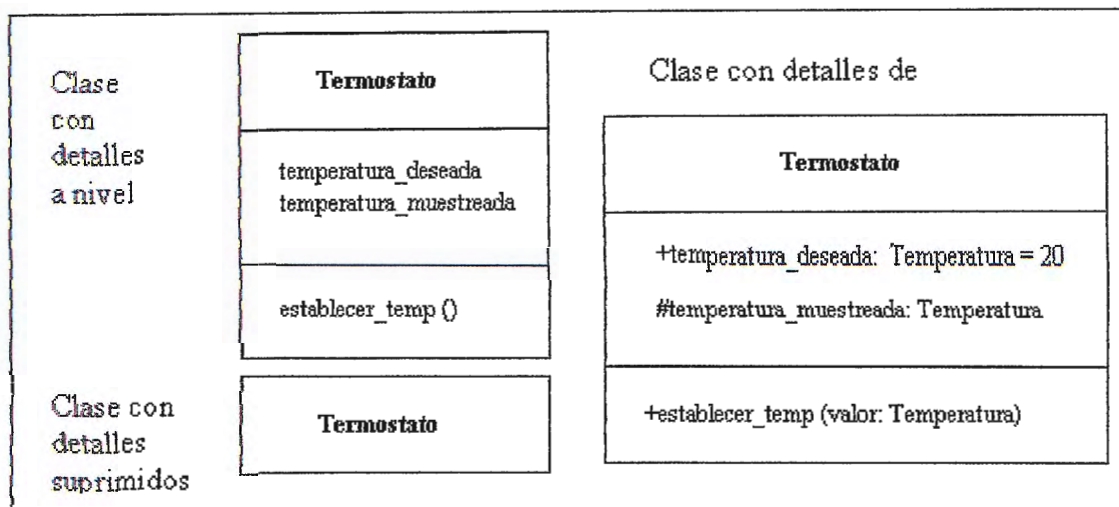 Clase
con
detalles
a nivel
Termostato
temperatura_deseada
temperatura_muestreada
establecer_temp ()
Clase con
detalles
suprimidos
Termostato
Clase con detalles de
Termostato
+temperatura_deseada: Temperatura = 20
#temperatura_muestreada: Temperatura
+establecer_temp (valor: Temperatura)